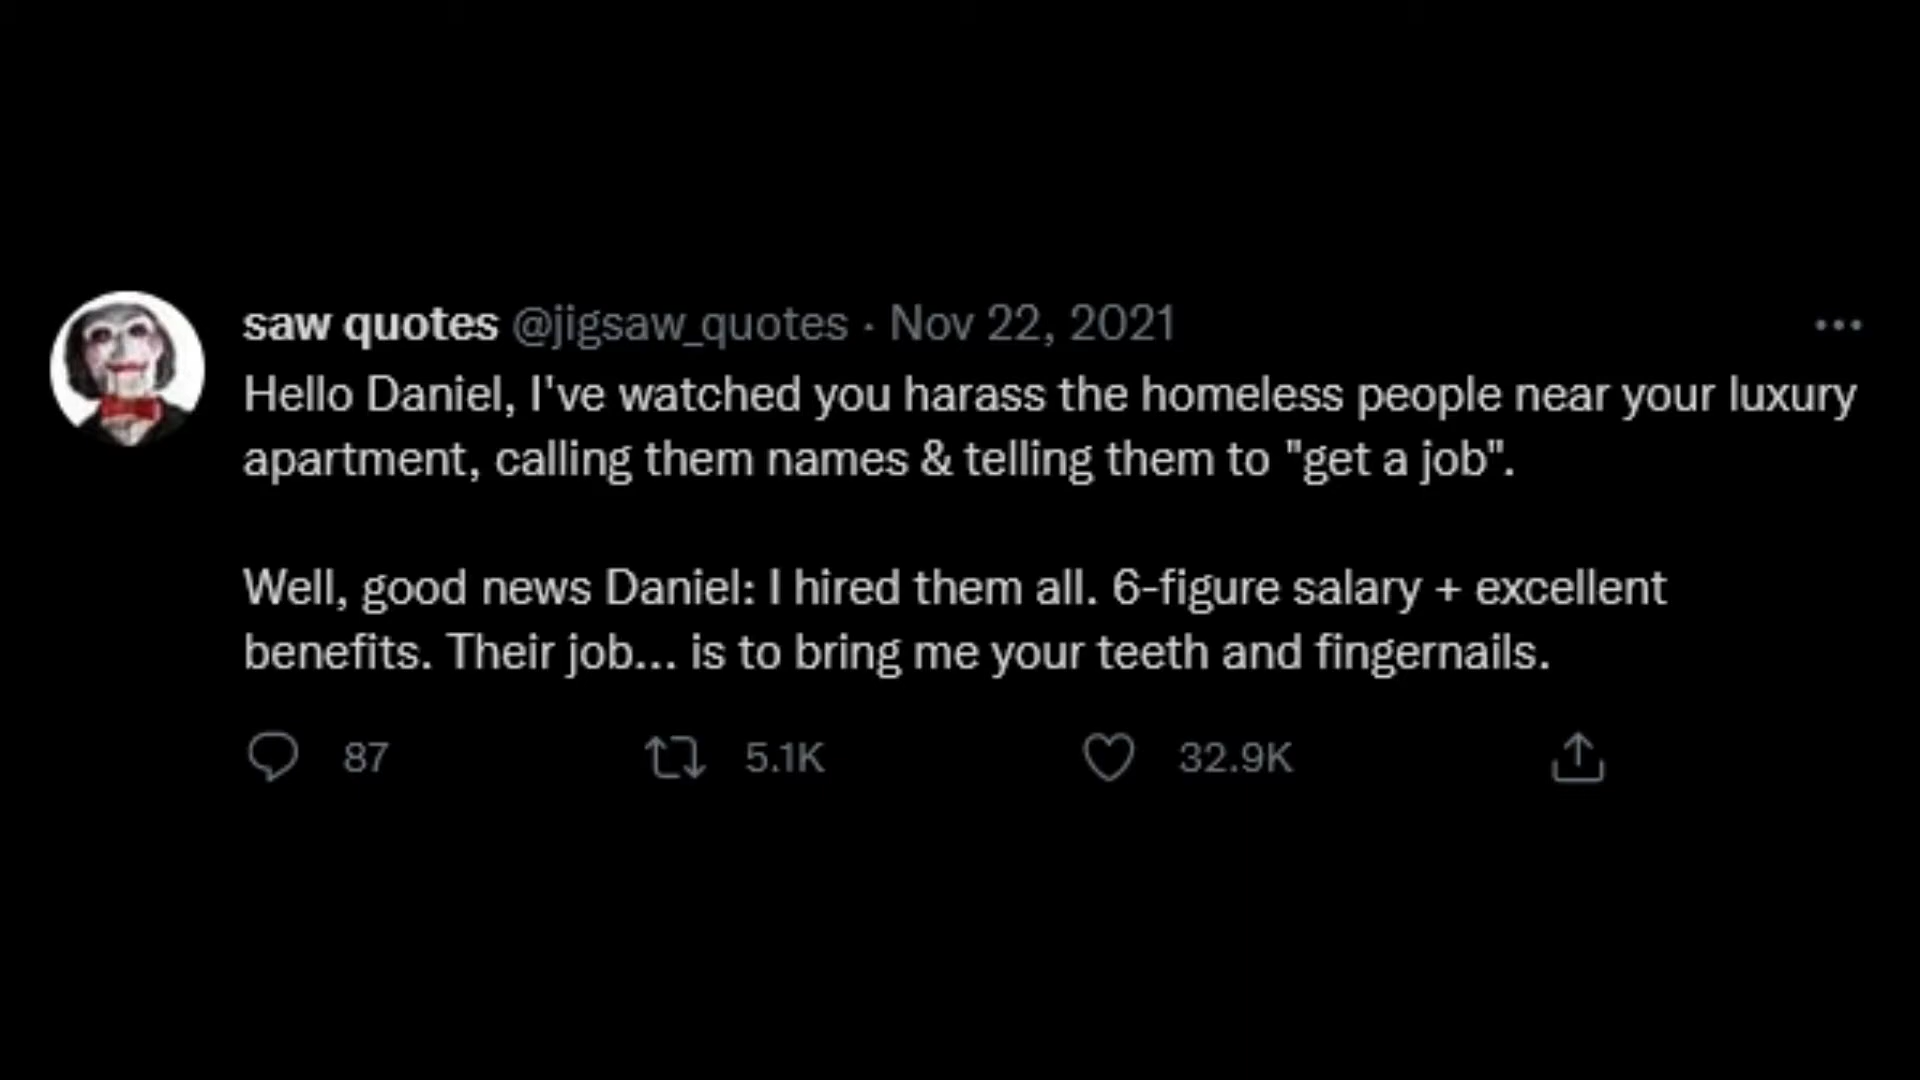 saw quotes @jigsaw_quotes · Nov 22, 2021
Hello Daniel, I've watched you harass the homeless people near your luxury
apartment, calling them names & telling them to "get a job".
Well, good news Daniel: I hired them all. 6-figure salary + excellent
benefits. Their job... is to bring me your teeth and fingernails.
87 5.1K 32.9K